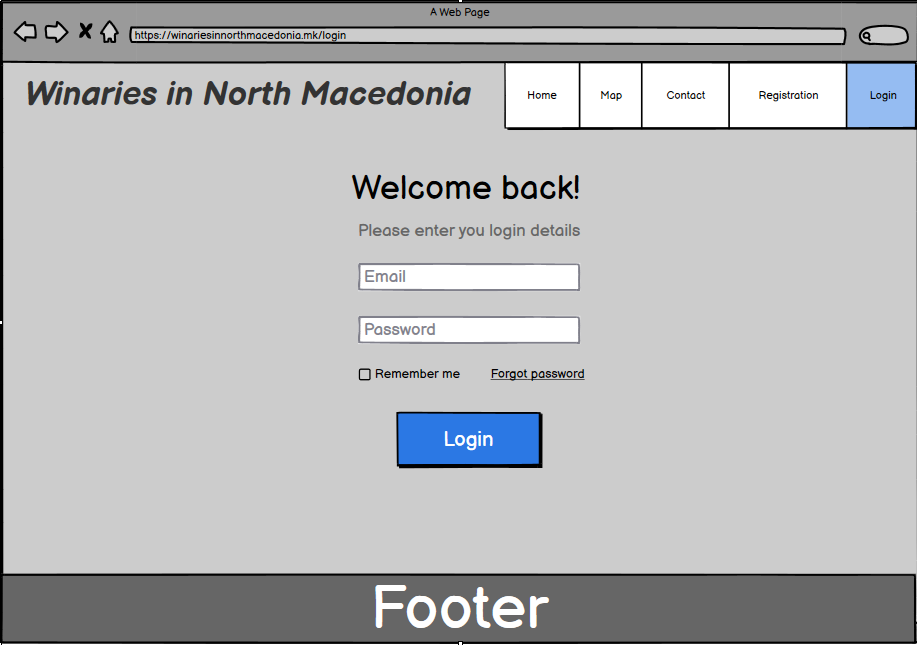 A Web Page
https://winariesinnorthmacedonia.mk/login
Winaries in North Macedonia
Home
Map
Contact
Registration
Login
Welcome back!
Please enter you login details
Email
Password
Remember me
Forgot password
Login
Footer